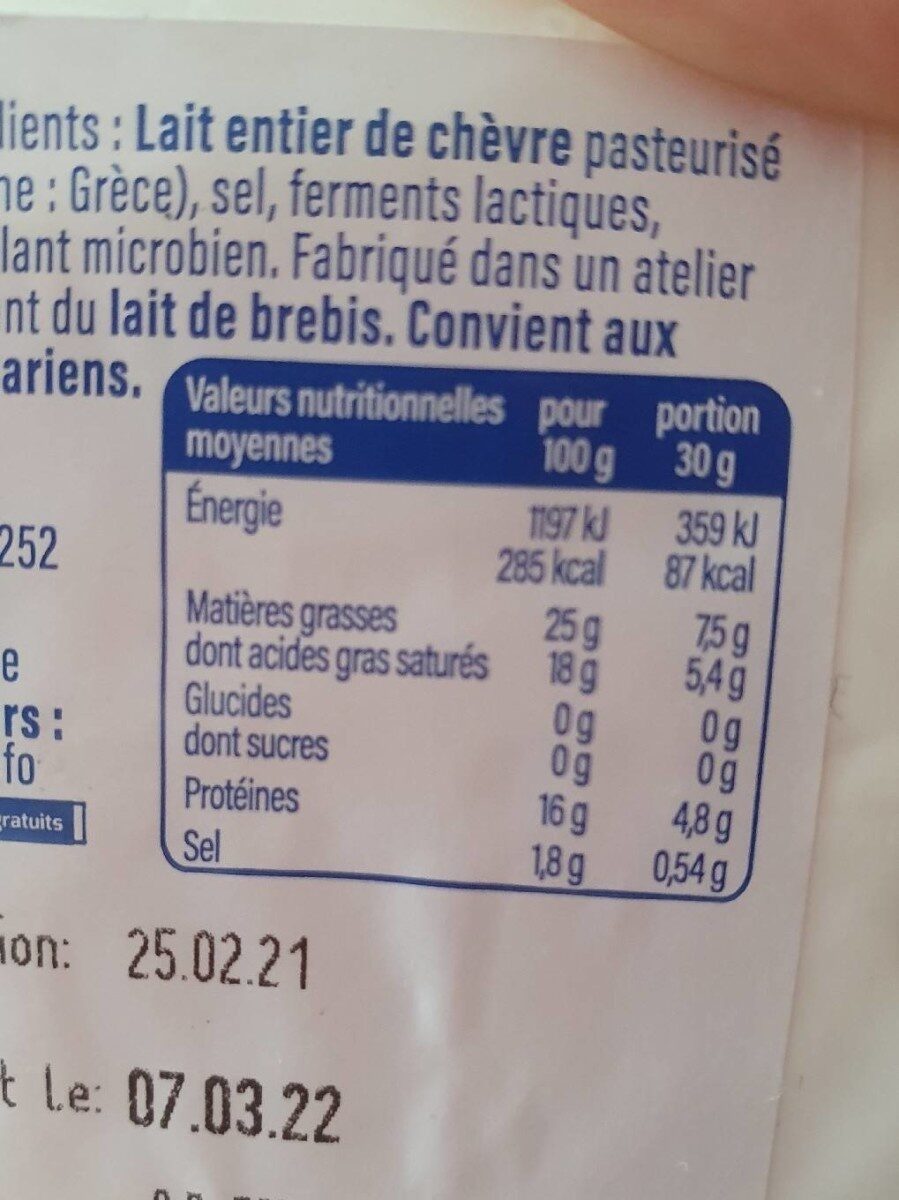 lients : Lait entier de chèvre pasteurisé
ne : Grèce), sel, ferments lactiques,
lant microbien. Fabriqué dans un atelier
nt du lait de brebis. Convient aux
ariens.
Valeurs nutritionnelles moyennes pour 100 g portion 30 g
Énergie 1197 kJ 359 kJ
285 kcal 87 kcal
Matières grasses 25 g 7,5 g
dont acides gras saturés 18 g 5,4 g
Glucides 0 g 0 g
dont sucres 0 g 0 g
Protéines 16 g 4,8 g
Sel 1,8 g 0,54 g
252
e
rs :
fo
gratuits
ion: 25.02.21
t le: 07.03.22